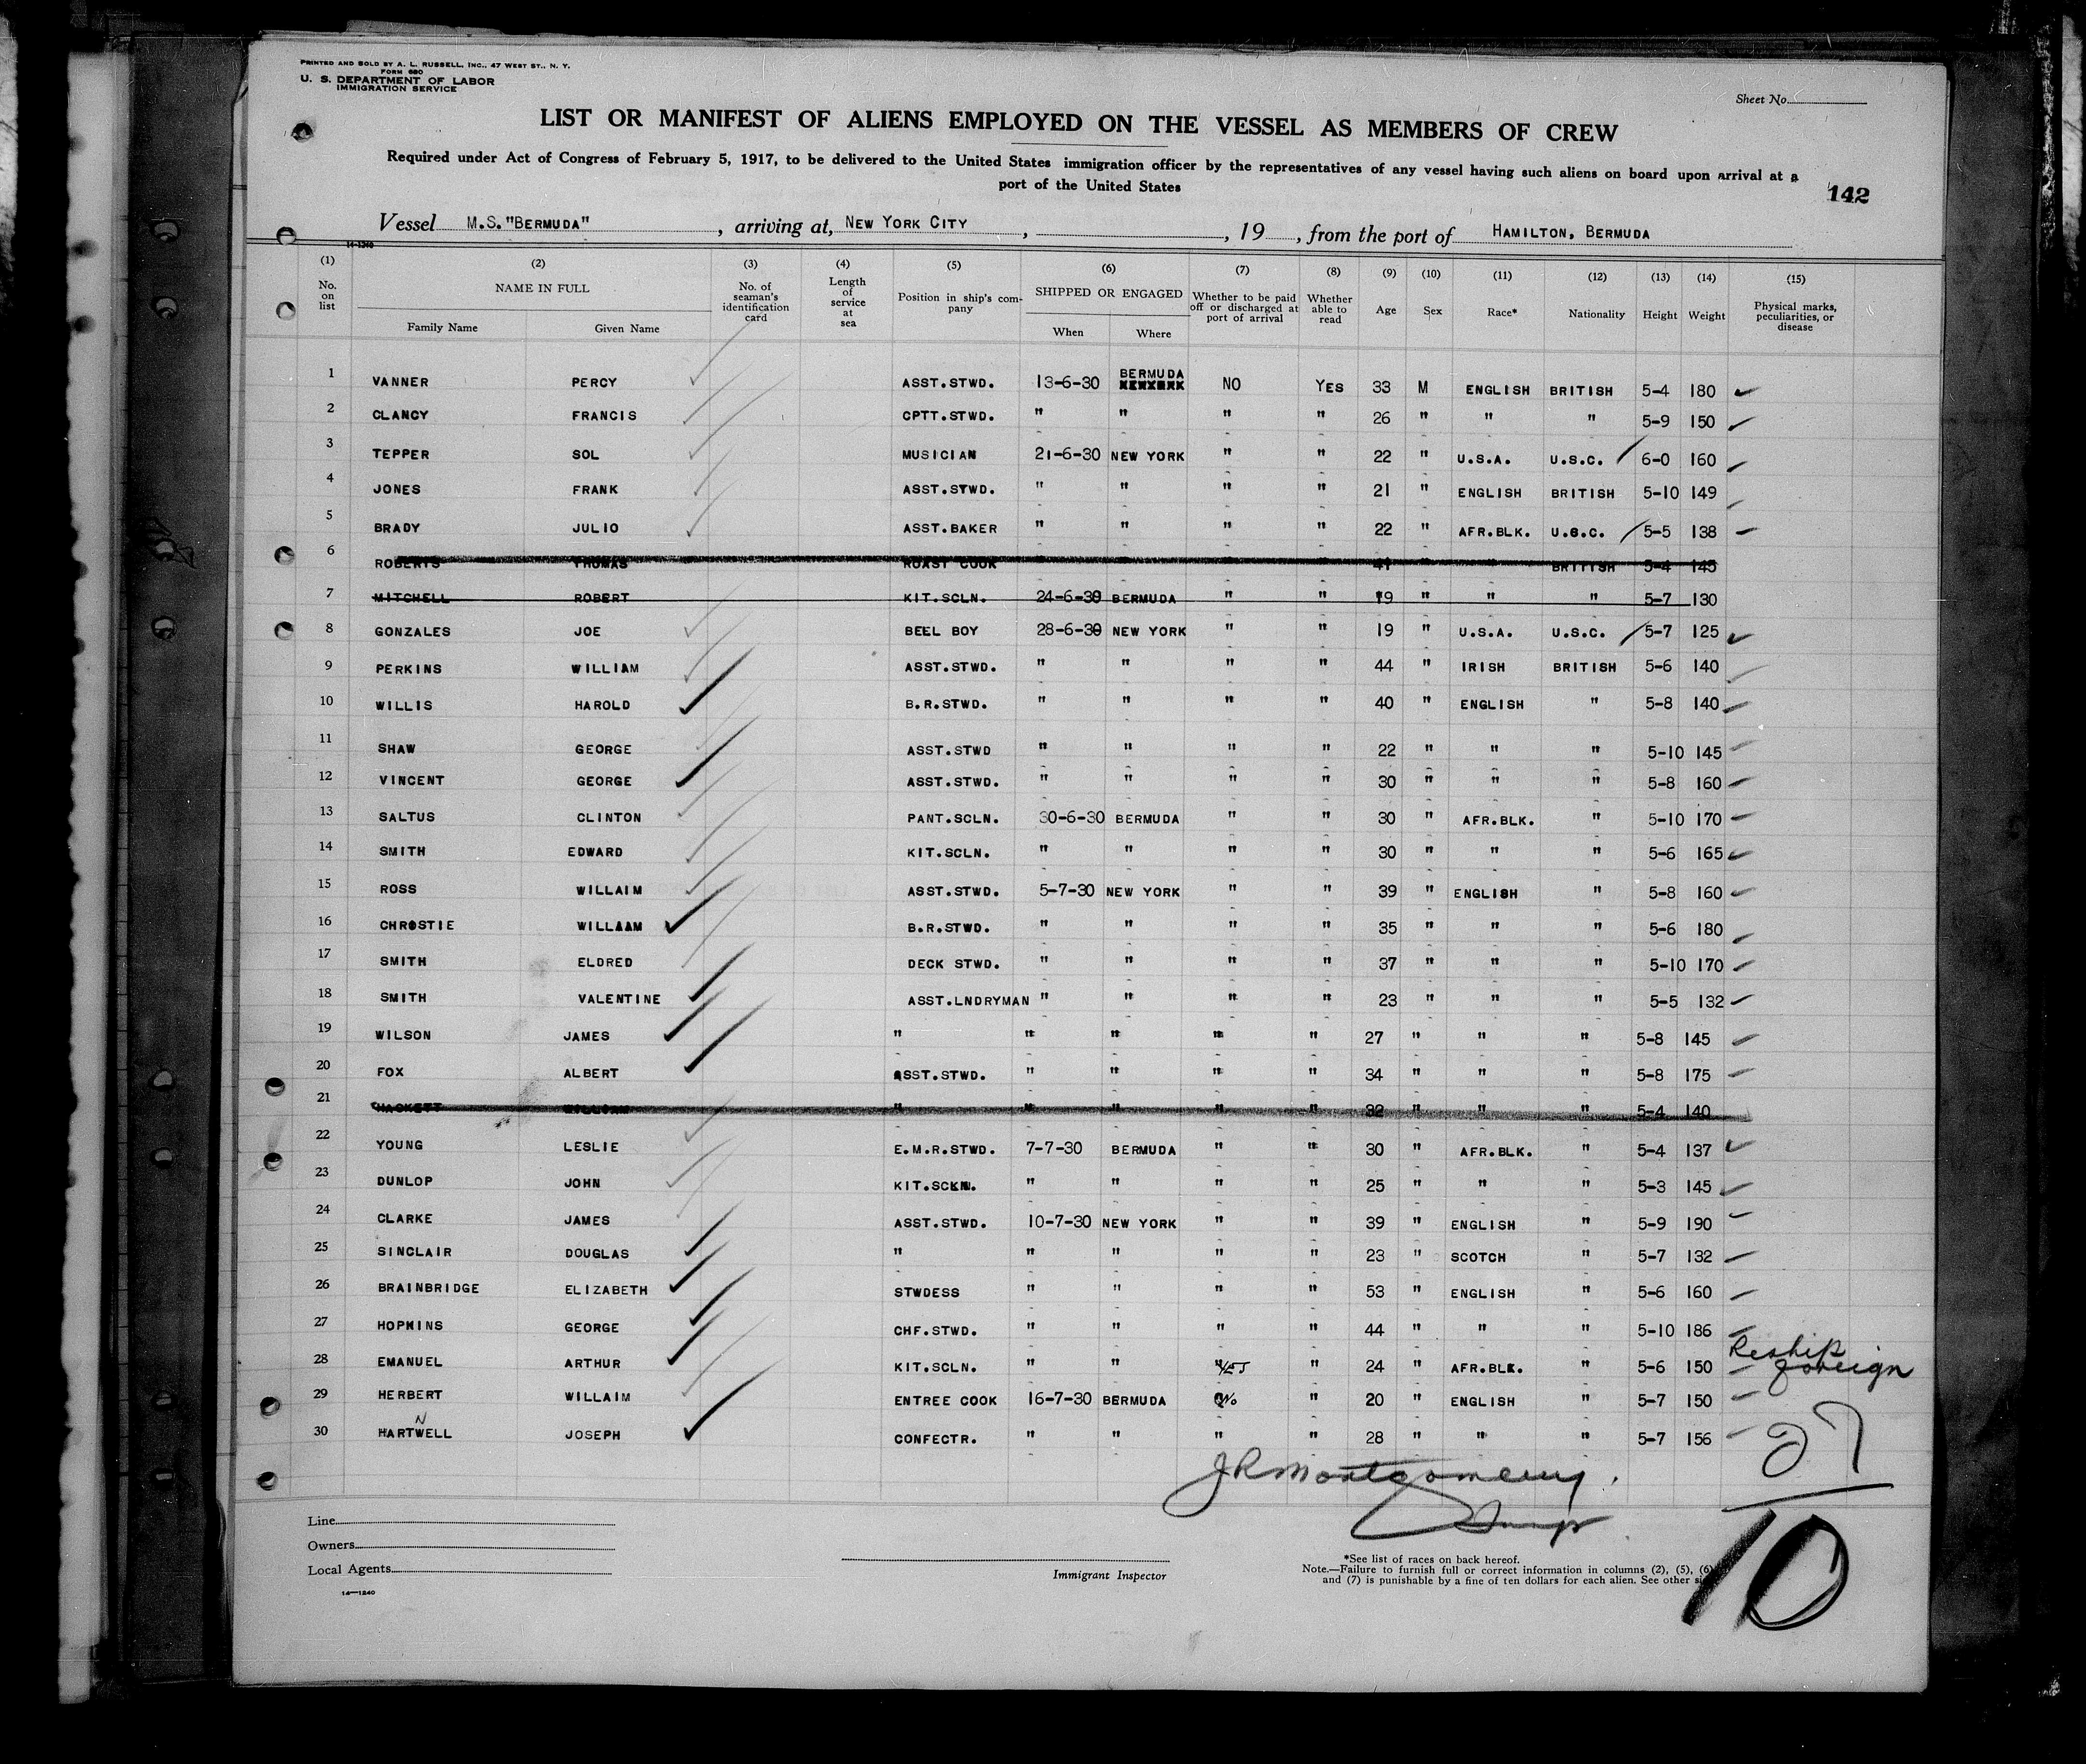 PRINTED AND SOLD BY A. L. RUSSELL, INC., 47 WEST ST., N. Y.
FORM 680
U. S. DEPARTMENT OF LABOR
IMMIGRATION SERVICE
Sheet No.
LIST OR MANIFEST OF ALIENS EMPLOYED ON THE VESSEL AS MEMBERS OF CREW
Required under Act of Congress of February 5, 1917, to be delivered to the United States immigration officer by the representatives of any vessel having such aliens on board upon arrival at a
port of the United States
142
Vessel M.S. "BERMUDA", arriving at, NEW YORK CITY, , 19 , from the port of HAMILTON, BERMUDA
14-1240
(1) No. on list (2) NAME IN FULL Family Name Given Name (3) No. of seaman's identification card (4) Length of service at sea (5) Position in ship's company (6) SHIPPED OR ENGAGED When Where (7) Whether to be paid off or discharged at port of arrival (8) Whether able to read (9) Age (10) Sex (11) Race* (12) Nationality (13) Height (14) Weight (15) Physical marks, peculiarities, or disease
1 VANNER PERCY ASST.STWD. 13-6-30 BERMUDA NO YES 33 M ENGLISH BRITISH 5-4 180
2 CLANCY FRANCIS CPTT.STWD. " " " " 26 " " " 5-9 150
3 TEPPER SOL MUSICIAN 21-6-30 NEW YORK " " 22 " U.S.A. U.S.C. 6-0 160
4 JONES FRANK ASST.STWD. " " " " 21 " ENGLISH BRITISH 5-10 149
5 BRADY JULIO ASST.BAKER " " " " 22 " AFR.BLK. U.S.C. 5-5 138
6 ROBERTS THOMAS ROAST COOK " " " " 41 " " BRITISH 5-4 145
7 MITCHELL ROBERT KIT.SCLN. 24-6-30 BERMUDA " " 19 " " " 5-7 130
8 GONZALES JOE BEEL BOY 28-6-30 NEW YORK " " 19 " U.S.A. U.S.C. 5-7 125
9 PERKINS WILLIAM ASST.STWD. " " " " 44 " IRISH BRITISH 5-6 140
10 WILLIS HAROLD B.R.STWD. " " " " 40 " ENGLISH " 5-8 140
11 SHAW GEORGE ASST.STWD " " " " 22 " " " 5-10 145
12 VINCENT GEORGE ASST.STWD. " " " " 30 " " " 5-8 160
13 SALTUS CLINTON PANT.SCLN. 30-6-30 BERMUDA " " 30 " AFR.BLK. " 5-10 170
14 SMITH EDWARD KIT.SCLN. " " " " 30 " " " 5-6 165
15 ROSS WILLAIM ASST.STWD. 5-7-30 NEW YORK " " 39 " ENGLISH " 5-8 160
16 CHROSTIE WILLAAM B.R.STWD. " " " " 35 " " " 5-6 180
17 SMITH ELDRED DECK STWD. " " " " 37 " " " 5-10 170
18 SMITH VALENTINE ASST.LNDRYMAN " " " " 23 " " " 5-5 132
19 WILSON JAMES " " " " " 27 " " " 5-8 145
20 FOX ALBERT ASST.STWD. " " " " 34 " " " 5-8 175
21 HACKETT WILLIAM " " " " " 32 " " " 5-4 140
22 YOUNG LESLIE E.M.R.STWD. 7-7-30 BERMUDA " " 30 " AFR.BLK. " 5-4 137
23 DUNLOP JOHN KIT.SCLN. " " " " 25 " " " 5-3 145
24 CLARKE JAMES ASST.STWD. 10-7-30 NEW YORK " " 39 " ENGLISH " 5-9 190
25 SINCLAIR DOUGLAS " " " " " 23 " SCOTCH " 5-7 132
26 BRAINBRIDGE ELIZABETH STWDESS " " " " 53 " ENGLISH " 5-6 160
27 HOPKINS GEORGE CHF.STWD. " " " " 44 " " " 5-10 186
28 EMANUEL ARTHUR KIT.SCLN. " " YES " 24 " AFR.BLK. " 5-6 150 Reship foreign
29 HERBERT WILLAIM ENTREE COOK 16-7-30 BERMUDA No " 20 " ENGLISH " 5-7 150
N
30 HARTWELL JOSEPH CONFECTR. " " " " 28 " " " 5-7 156
27
J R Montgomery.
10
Line
Owners
Local Agents
14—1240
Immigrant Inspector
*See list of races on back hereof.
Note.—Failure to furnish full or correct information in columns (2), (5), (6)
and (7) is punishable by a fine of ten dollars for each alien. See other